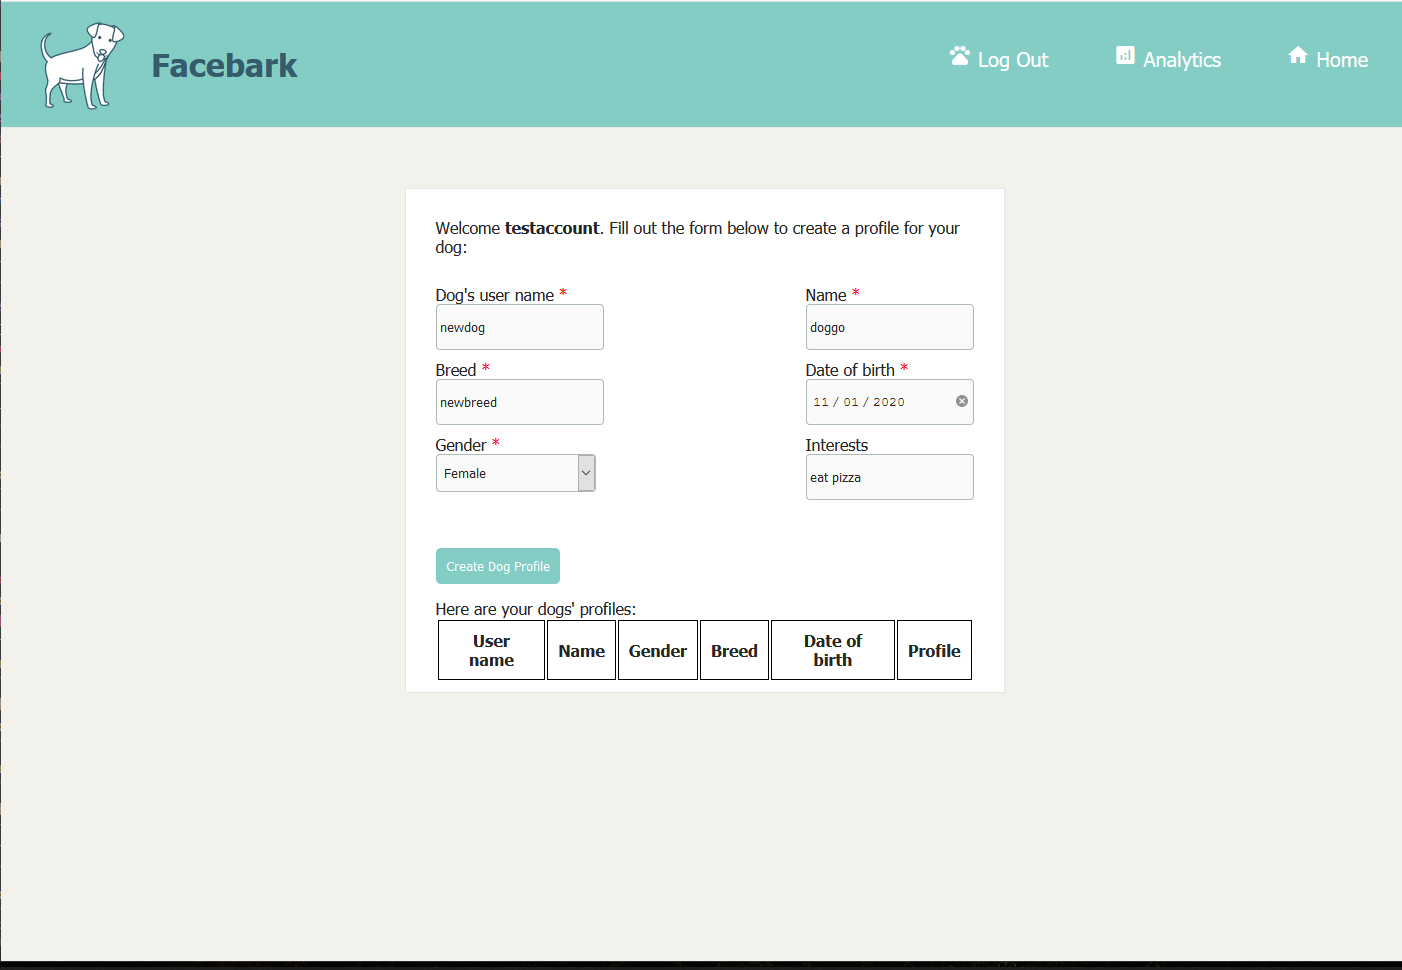 Facebark
Log Out
Analytics
Home
Welcome testaccount. Fill out the form below to create a profile for your
dog:
Dog's user name *
Name *
newdog
doggo
Breed *
Date of birth *
newbreed
11 / 01 / 2020
Gender *
Interests
Female
eat pizza
Create Dog Profile
Here are your dogs' profiles:
User
name
Name
Gender
Breed
Date of
birth
Profile